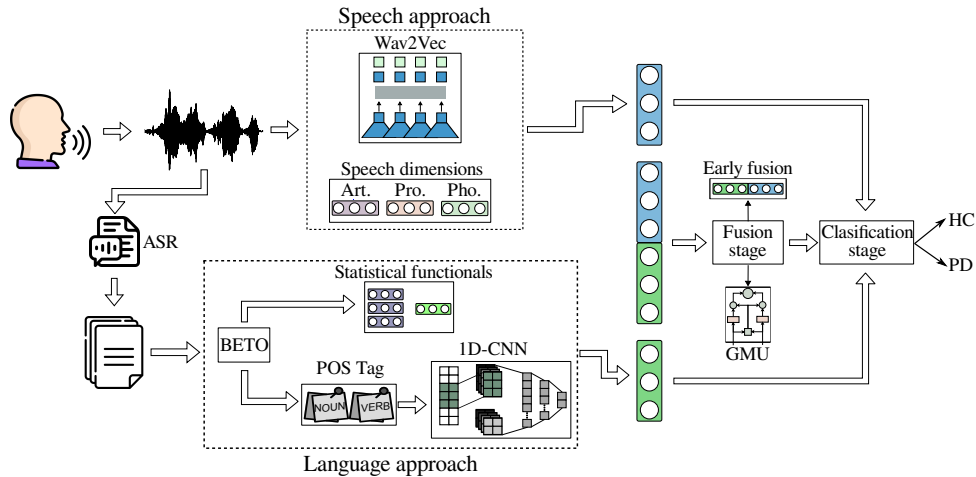 Speech approach
Wav2Vec
Speech dimensions
Art. Pro. Pho.
ASR
Early fusion
Fusion
stage
Clasification
stage
HC
PD
GMU
Statistical functionals
BETO
POS Tag
NOUN VERB
1D-CNN
Language approach